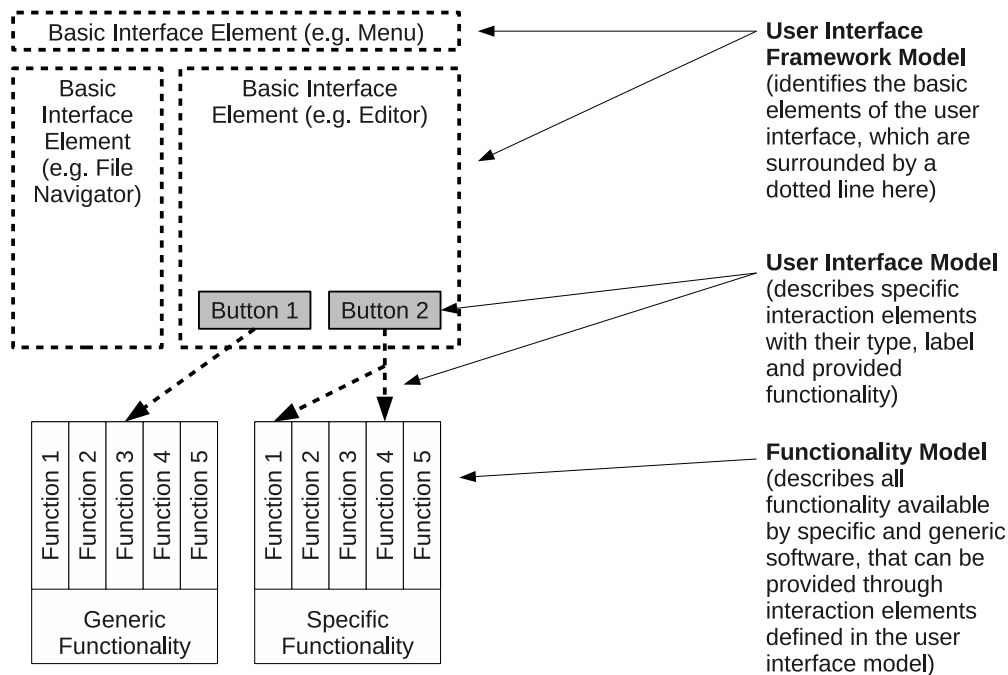 Basic Interface Element (e.g. Menu)
Basic
Interface
Element
(e.g. File
Navigator)
Basic Interface
Element (e.g. Editor)
Button 1
Button 2
Function 1
Function 2
Function 3
Function 4
Function 5
Generic
Functionality
Function 1
Function 2
Function 3
Function 4
Function 5
Specific
Functionality
User Interface
Framework Model
(identifies the basic
elements of the user
interface, which are
surrounded by a
dotted line here)
User Interface Model
(describes specific
interaction elements
with their type, label
and provided
functionality)
Functionality Model
(describes all
functionality available
by specific and generic
software, that can be
provided through
interaction elements
defined in the user
interface model)